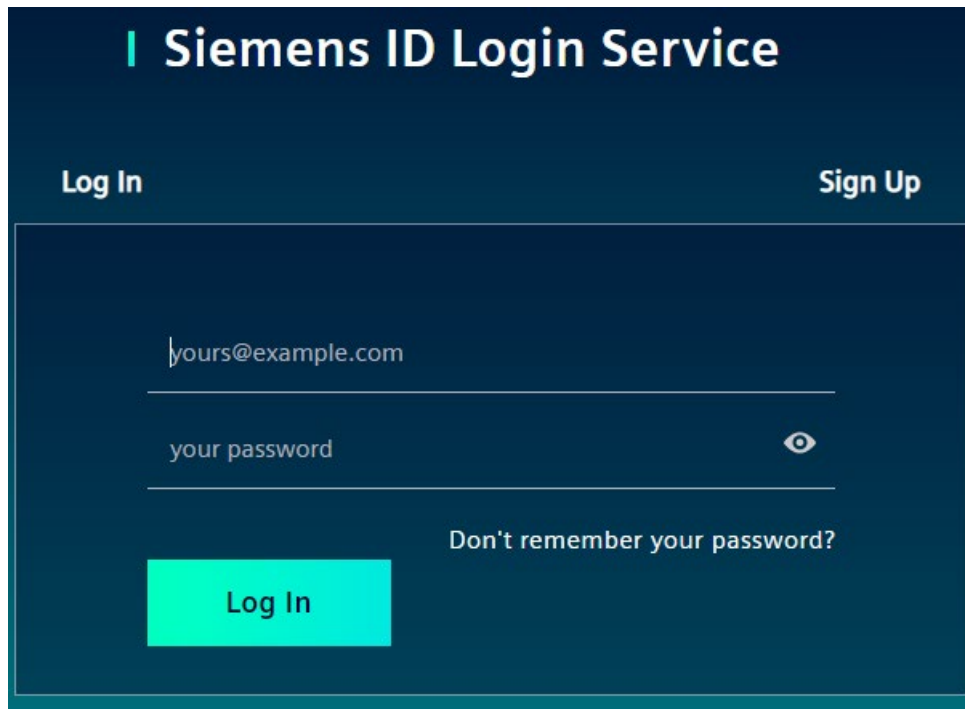 Siemens ID Login Service
Log In Sign Up
yours@example.com
your password
Don't remember your password?
Log In